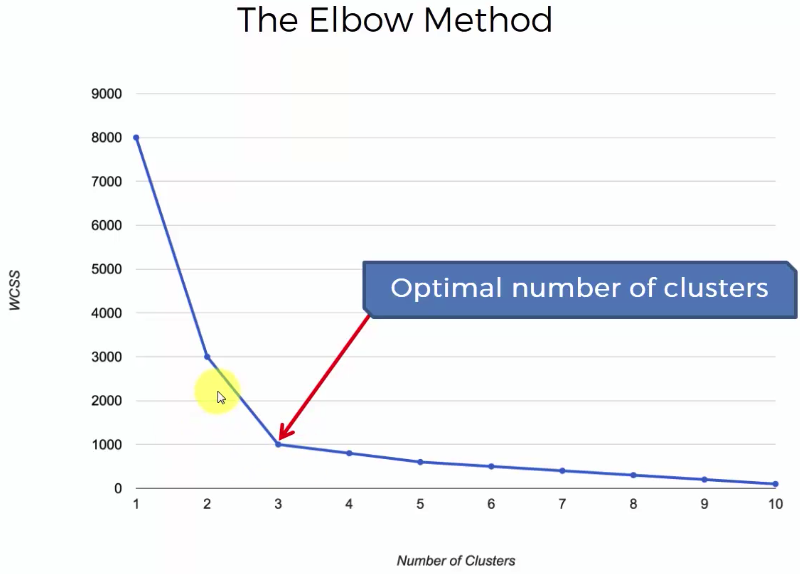 The Elbow Method
9000
8000
7000
6000
5000
4000
3000
2000
1000
0
Optimal number of clusters
WCSS
1 2 3 4 5 6 7 8 9 10
Number of Clusters